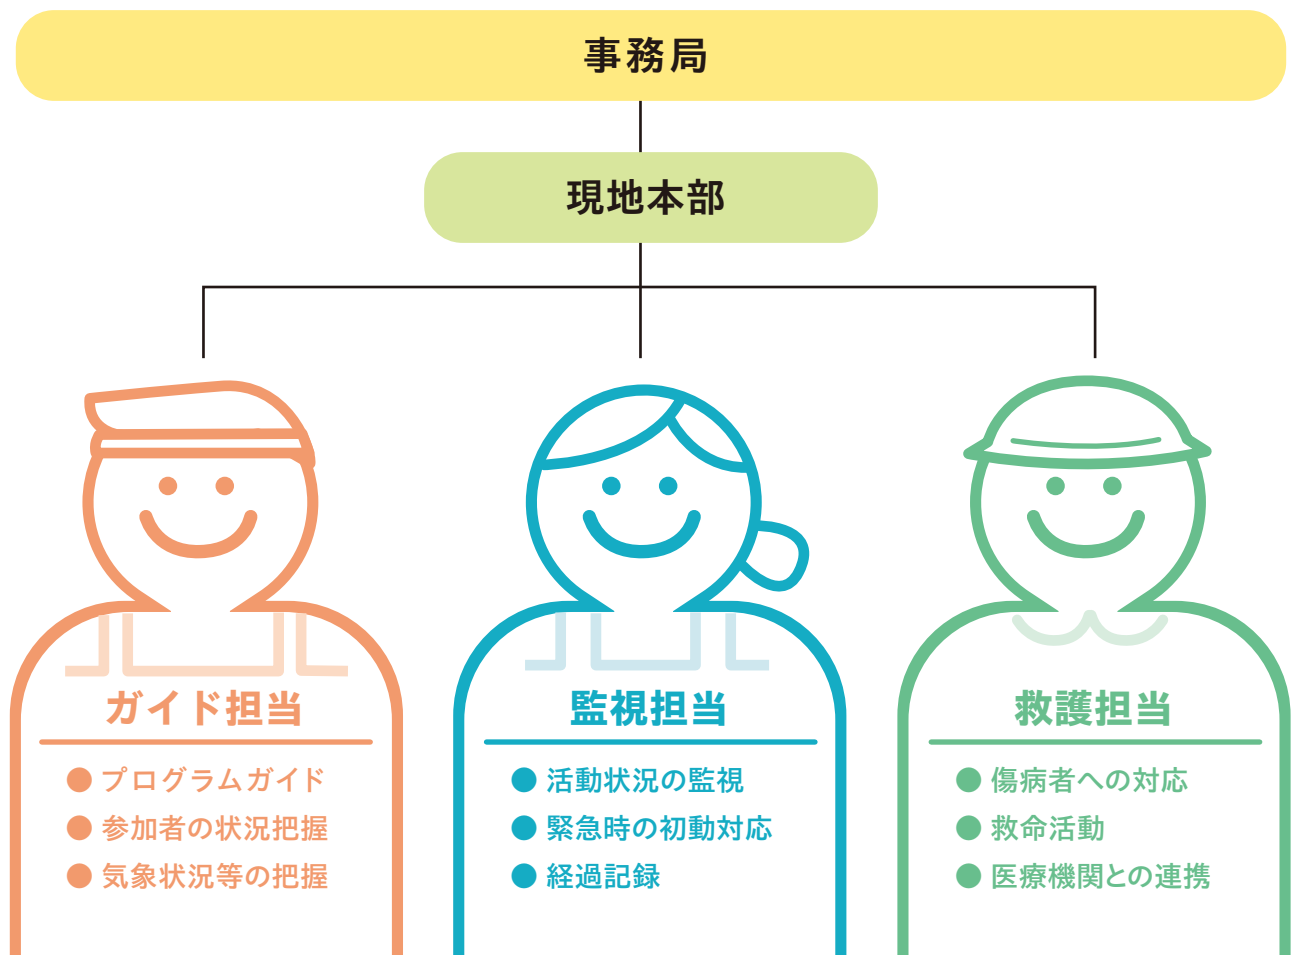 事務局
現地本部
ガイド担当
●プログラムガイド
●参加者の状況把握
●気象状況等の把握
監視担当
●活動状況の監視
●緊急時の初動対応
●経過記録
救護担当
●傷病者への対応
●救命活動
●医療機関との連携